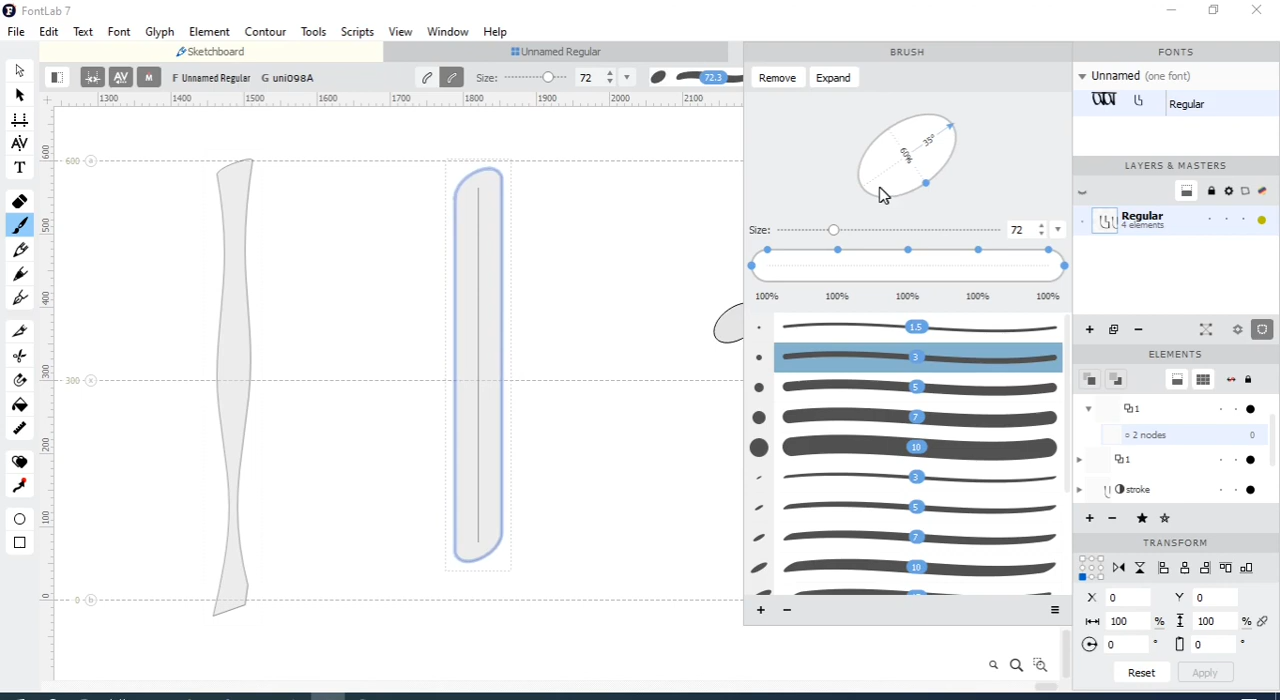 FontLab 7
File Edit Text Font Glyph Element Contour Tools Scripts View Window Help
Sketchboard Unnamed Regular BRUSH FONTS
M F Unnamed Regular G uni098A Size: 72 72.3 Remove Expand Unnamed (one font)
Regular
1300 1400 1500 1600 1700 1800 1900 2000 2100
60% 35°
600 a 600
LAYERS & MASTERS
Regular
4 elements
500
Size: 72
400
100% 100% 100% 100% 100%
1.5
300 300
3
ELEMENTS
5
1
7
2 nodes 0
200
10
1
3
stroke
100
5
7
TRANSFORM
10
0 0 b
X 0 Y 0
100 % 100 %
0 ° 0 °
Reset Apply